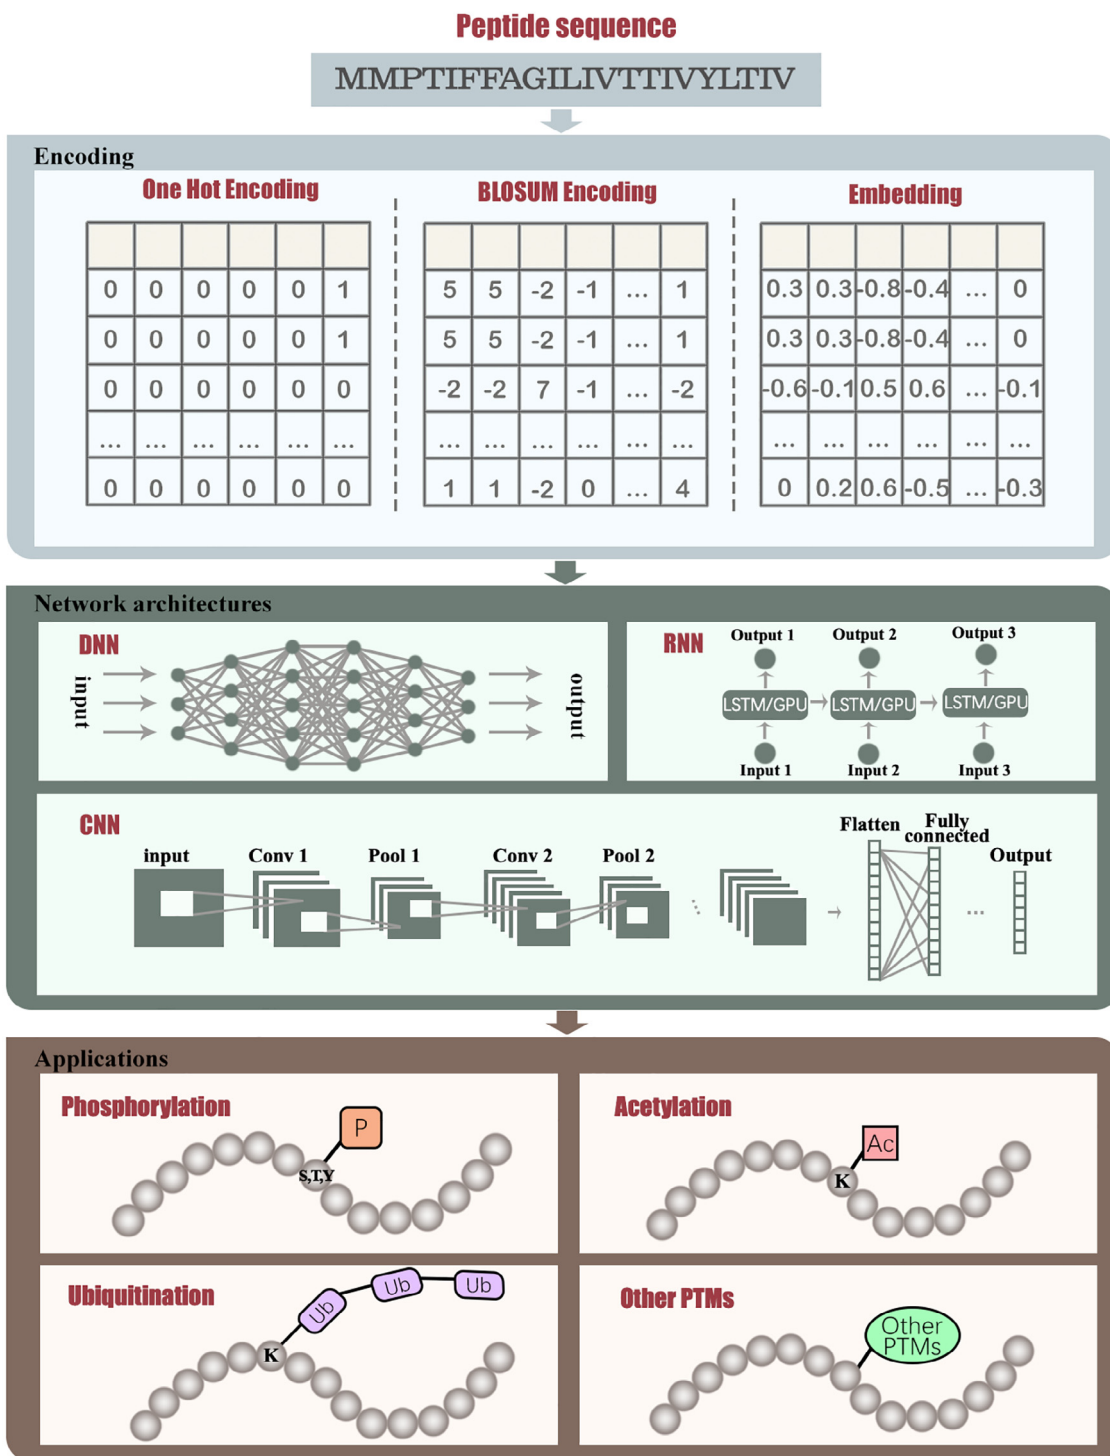 Peptide sequence
MMPTIFFAGILIVTTIVYLTIV
Encoding
One Hot Encoding
0 0 0 0 0 1
0 0 0 0 0 1
0 0 0 0 0 0
... ... ... ... ... ...
0 0 0 0 0 0
BLOSUM Encoding
5 5 -2 -1 ... 1
5 5 -2 -1 ... 1
-2 -2 7 -1 ... -2
... ... ... ... ... ...
1 1 -2 0 ... 4
Embedding
0.3 0.3 -0.8 -0.4 ... 0
0.3 0.3 -0.8 -0.4 ... 0
-0.6 -0.1 0.5 0.6 ... -0.1
... ... ... ... ... ...
0 0.2 0.6 -0.5 ... -0.3
Network architectures
DNN
input
output
RNN
Output 1 Output 2 Output 3
LSTM/GPU LSTM/GPU LSTM/GPU
Input 1 Input 2 Input 3
CNN
input Conv 1 Pool 1 Conv 2 Pool 2
Flatten
Fully
connected
...
Output
Applications
Phosphorylation
P
S,T,Y
Acetylation
Ac
K
Ubiquitination
Ub Ub Ub
K
Other PTMs
Other
PTMs